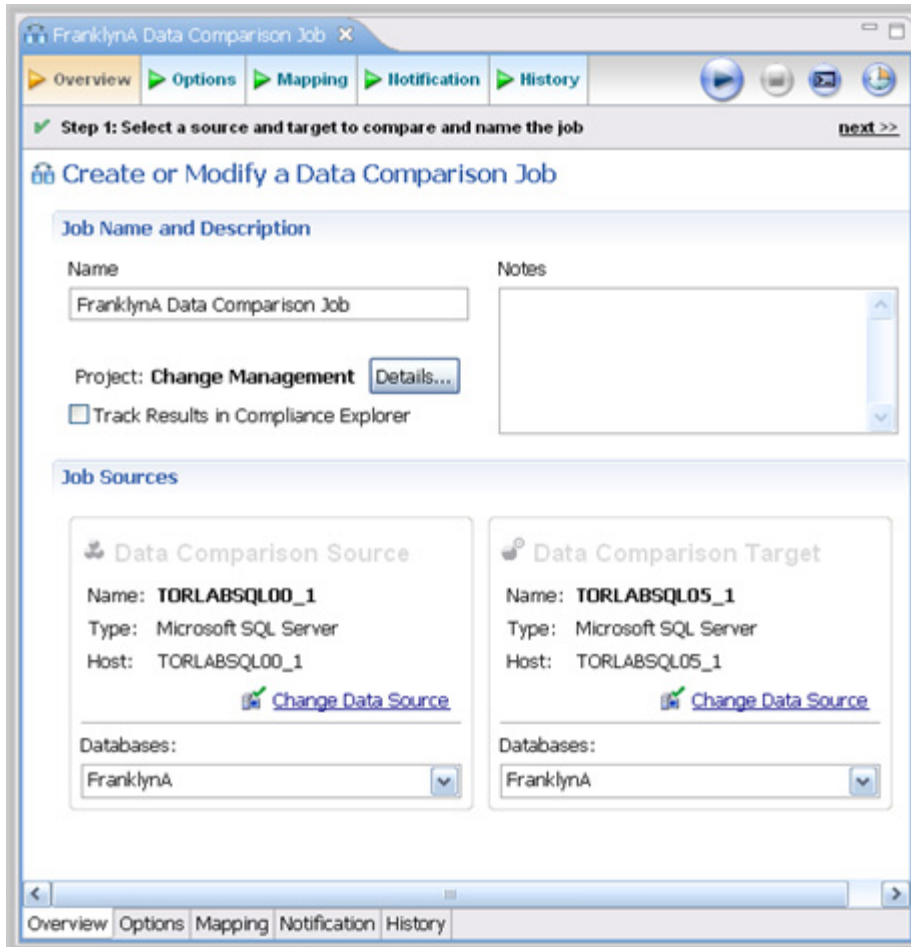 FranklynA Data Comparison Job
Overview Options Mapping Notification History
Step 1: Select a source and target to compare and name the job next >>
Create or Modify a Data Comparison Job
Job Name and Description
Name Notes
FranklynA Data Comparison Job
Project: Change Management Details...
Track Results in Compliance Explorer
Job Sources
Data Comparison Source
Name: TORLABSQL00_1
Type: Microsoft SQL Server
Host: TORLABSQL00_1
Change Data Source
Databases:
FranklynA
Data Comparison Target
Name: TORLABSQL05_1
Type: Microsoft SQL Server
Host: TORLABSQL05_1
Change Data Source
Databases:
FranklynA
Overview Options Mapping Notification History